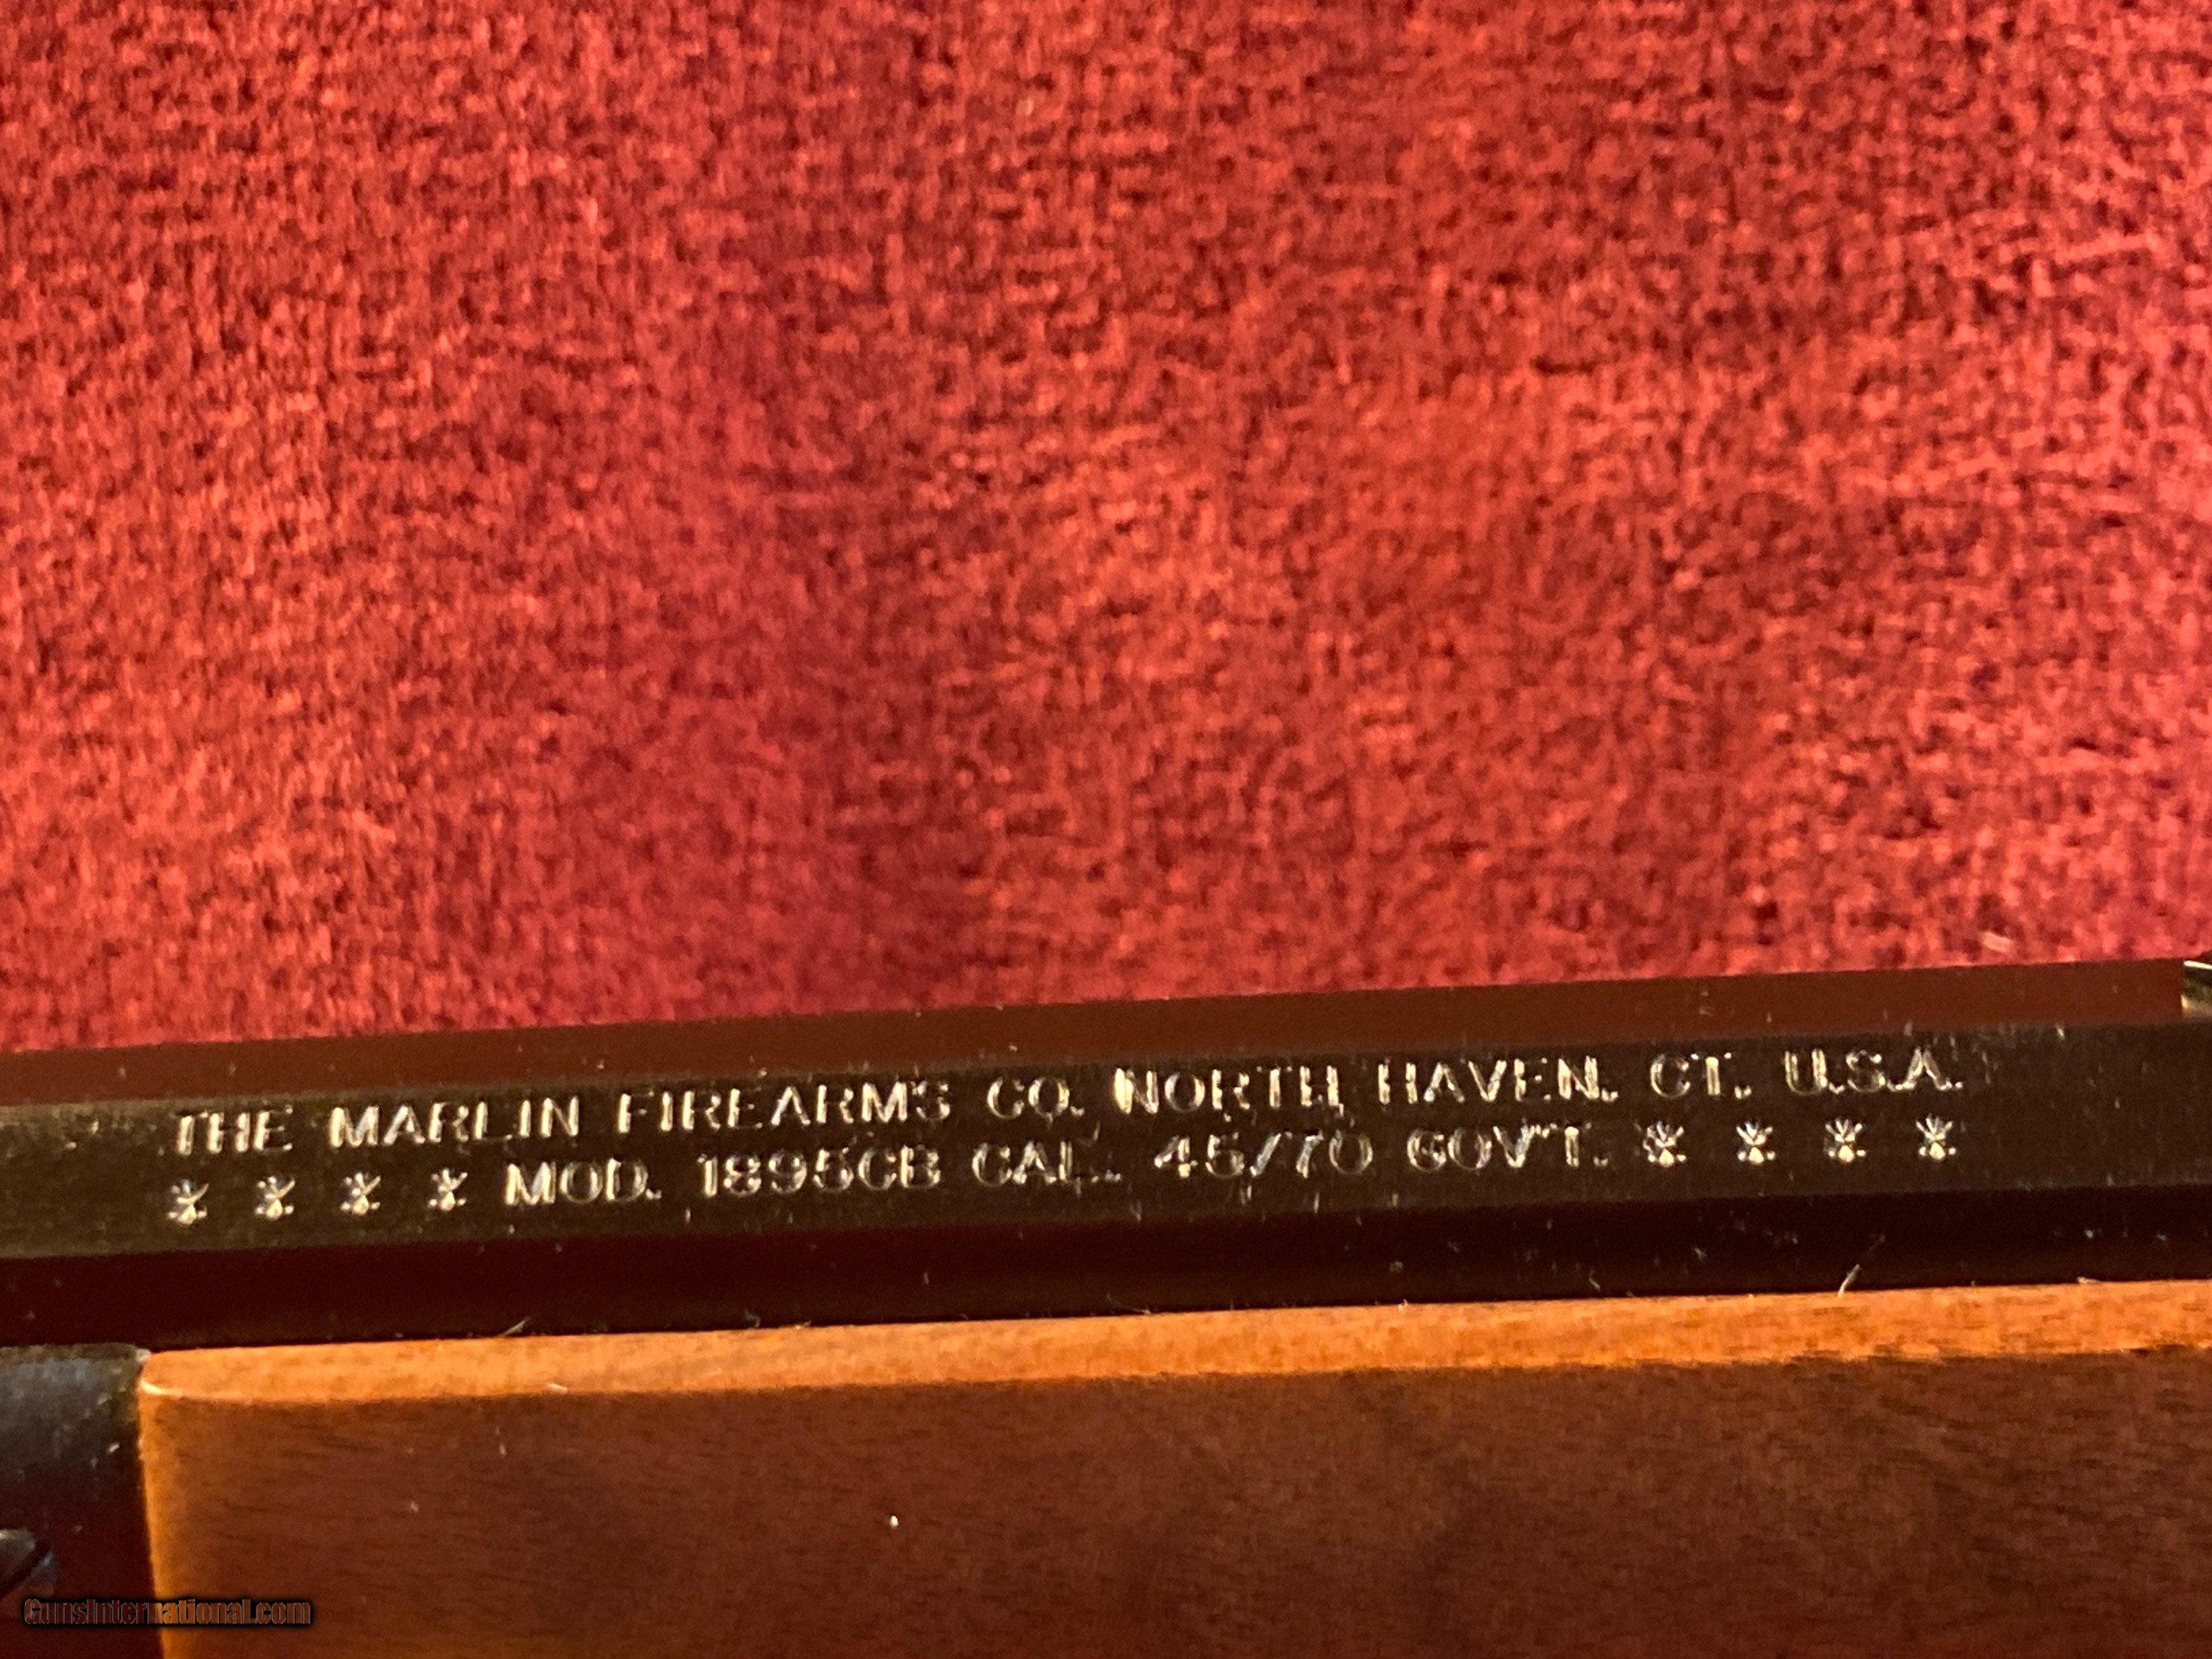 THE MARLIN FIREARMS CO. NORTH HAVEN. CT. U.S.A.
MOD. 1895CB CAL. 45/70 GOV'T.
GunsInternational.com